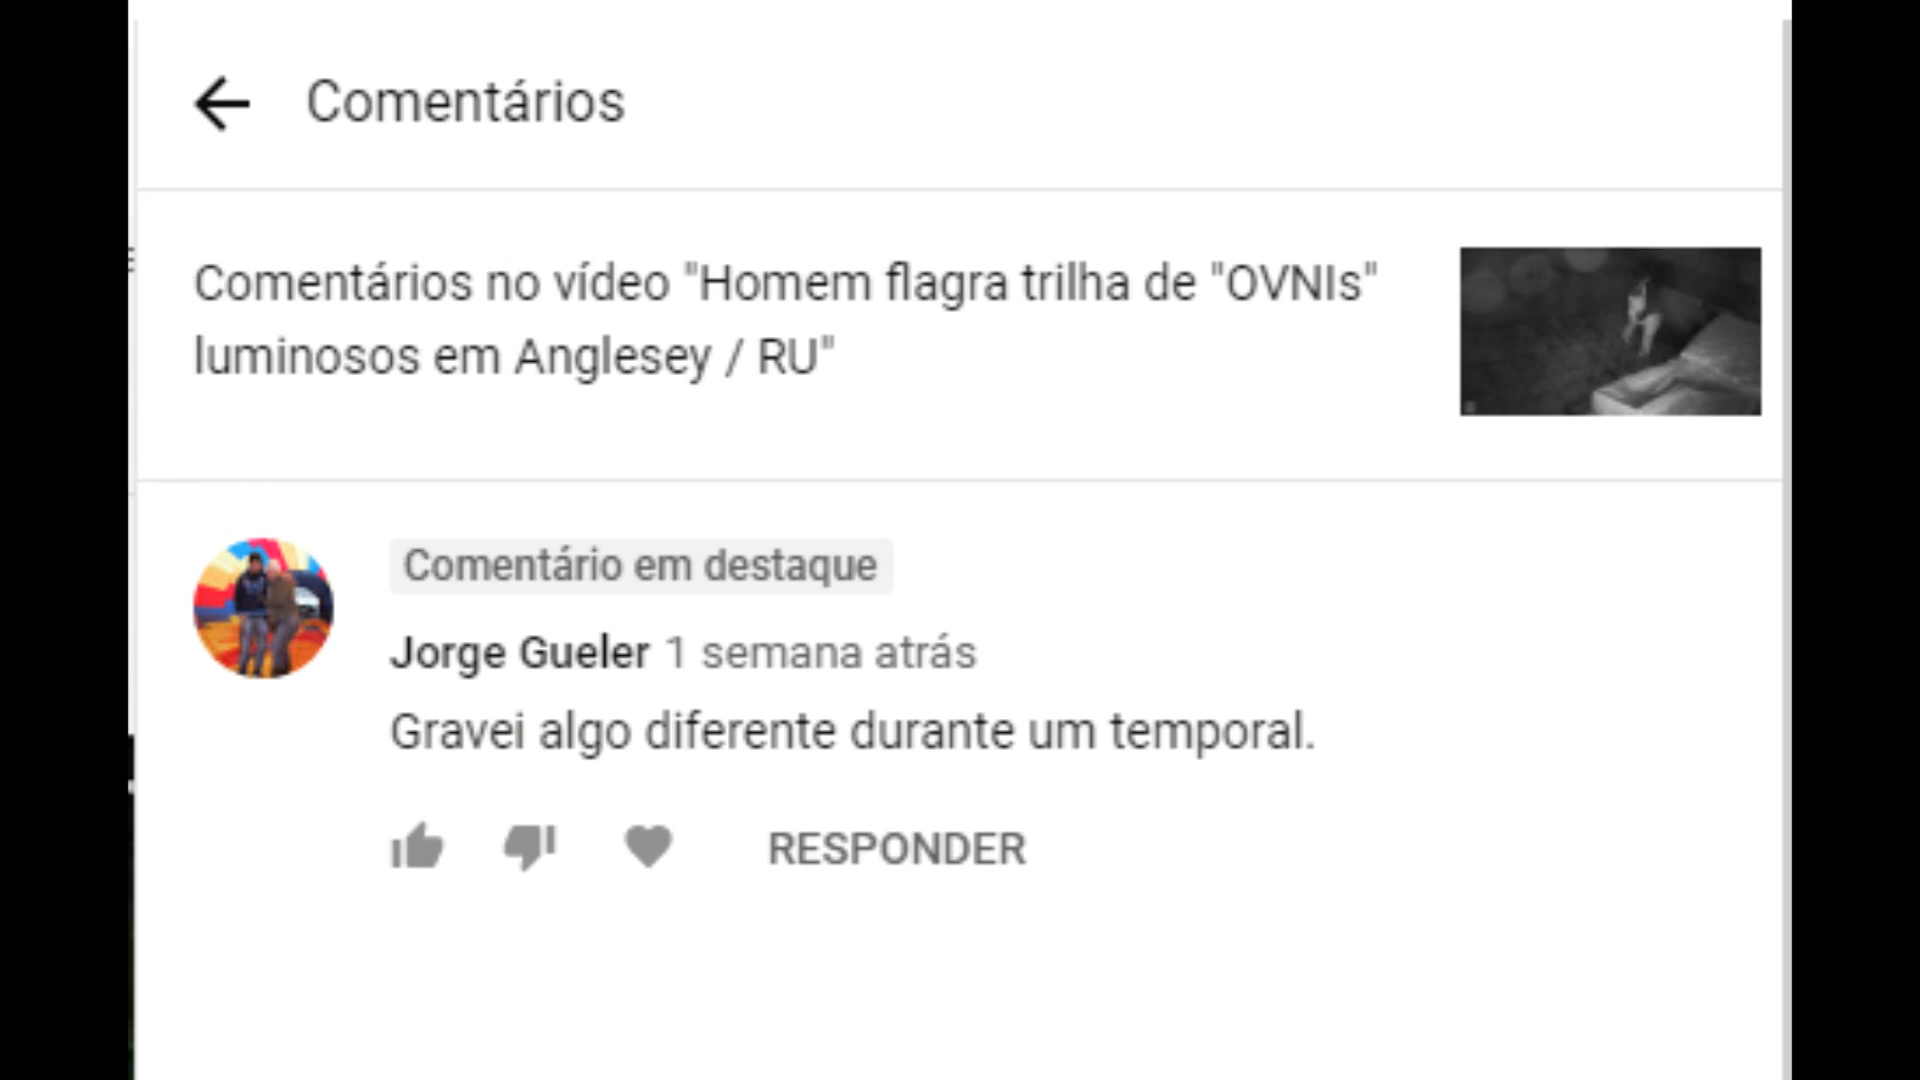 Comentários
Comentários no vídeo "Homem flagra trilha de "OVNIs"
luminosos em Anglesey / RU"
Comentário em destaque
Jorge Gueler 1 semana atrás
Gravei algo diferente durante um temporal.
RESPONDER